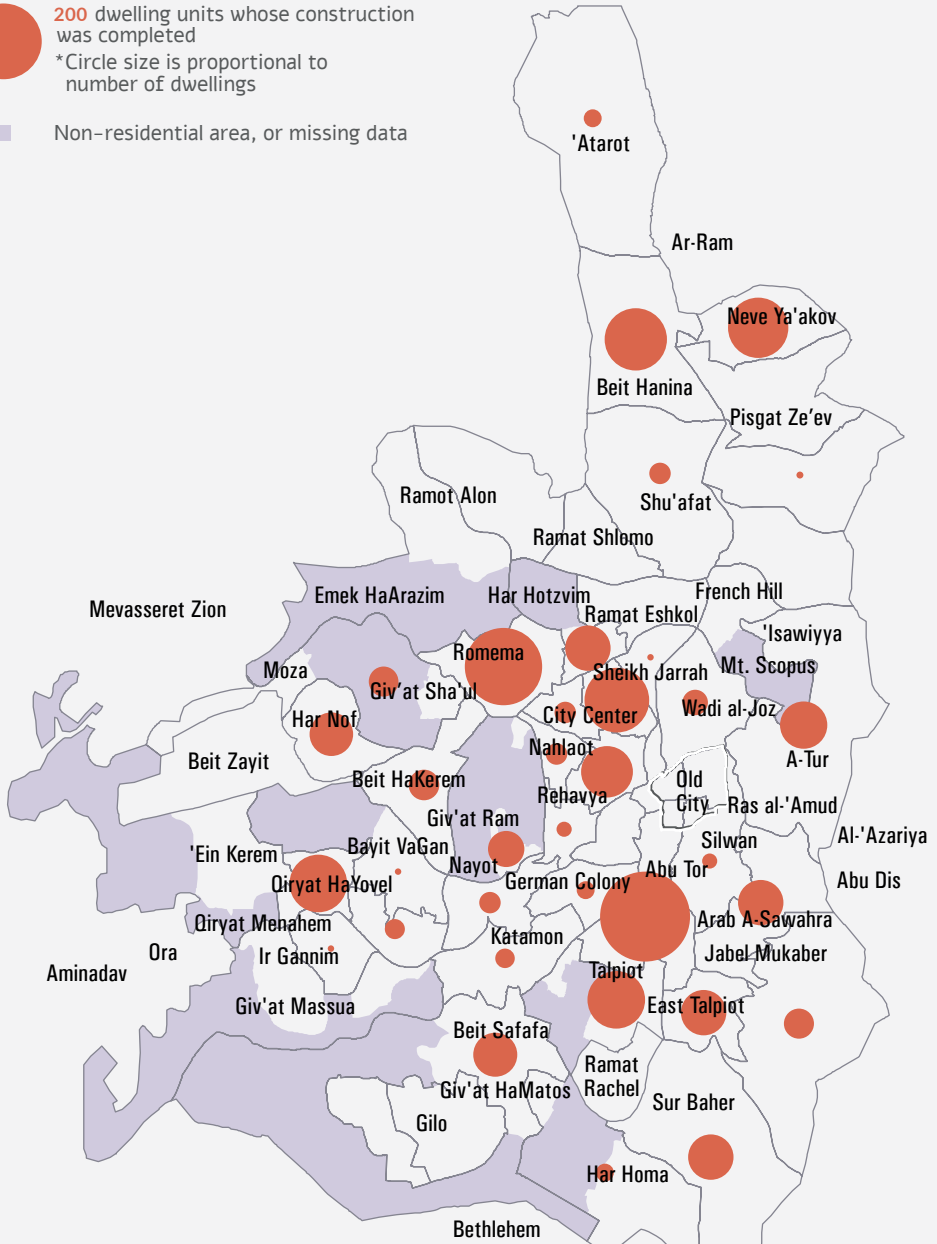 200 dwelling units whose construction
was completed
*Circle size is proportional to
number of dwellings
Non-residential area, or missing data
'Atarot
Ar-Ram
Neve Ya'akov
Beit Hanina
Pisgat Ze’ev
Ramot Alon
Shu'afat
Ramat Shlomo
Emek HaArazim
Har Hotzvim
French Hill
Mevasseret Zion
Ramat Eshkol
'Isawiyya
Romema
Mt. Scopus
Moza
Sheikh Jarrah
Giv’at Sha'ul
Wadi al-Joz
Har Nof
City Center
Nahlaot
A-Tur
Beit Zayit
Beit HaKerem
Old
City
Rehavya
Ras al-'Amud
Giv'at Ram
Al-'Azariya
Silwan
Bayit VaGan
'Ein Kerem
Nayot
Abu Tor
German Colony
Abu Dis
Qiryat HaYovel
Qiryat Menahem
Arab A-Sawahra
Katamon
Ora
Ir Gannim
Jabel Mukaber
Aminadav
Talpiot
Giv'at Massua
East Talpiot
Beit Safafa
Ramat
Rachel
Giv'at HaMatos
Sur Baher
Gilo
Har Homa
Bethlehem